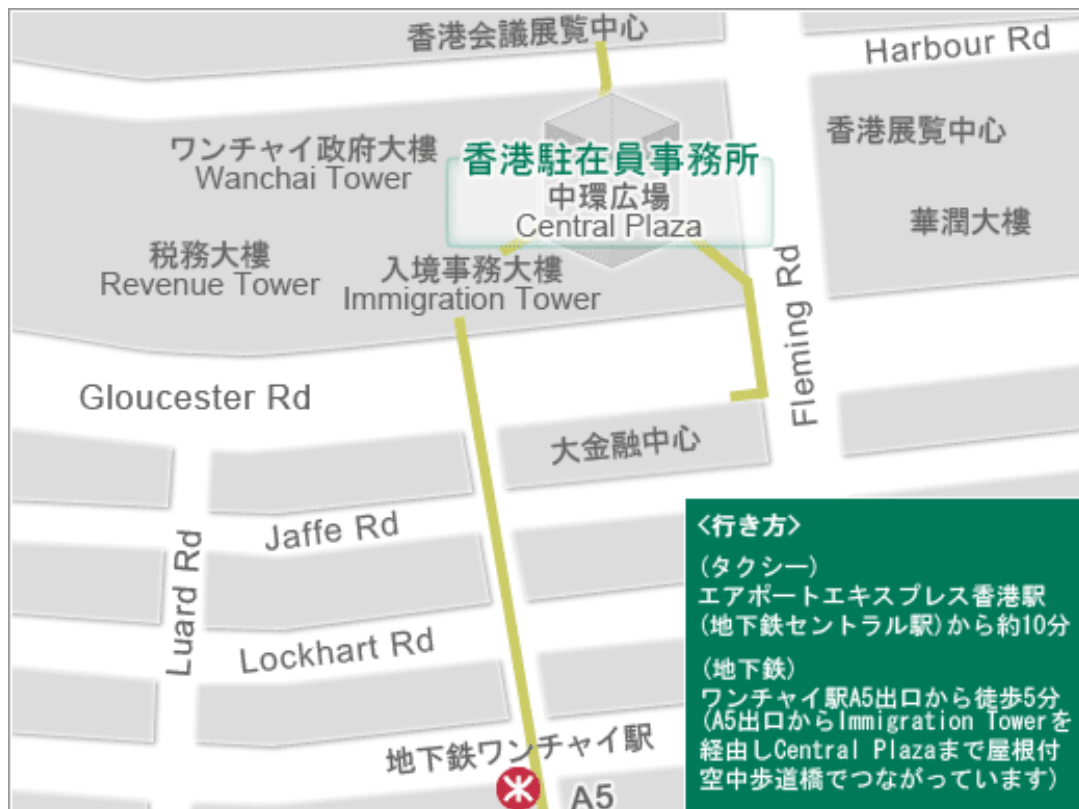 香港会議展覧中心
Harbour Rd
香港展覧中心
ワンチャイ政府大樓
Wanchai Tower
香港駐在員事務所
中環広場
Central Plaza
華潤大樓
税務大樓
Revenue Tower
入境事務大樓
Immigration Tower
Fleming Rd
Gloucester Rd
大金融中心
Jaffe Rd
Luard Rd
Lockhart Rd
地下鉄ワンチャイ駅
A5
<行き方>
(タクシー)
エアポートエキスプレス香港駅
(地下鉄セントラル駅)から約10分
(地下鉄)
ワンチャイ駅A5出口から徒歩5分
(A5出口からImmigration Towerを
経由しCentral Plazaまで屋根付
空中歩道橋でつながっています)